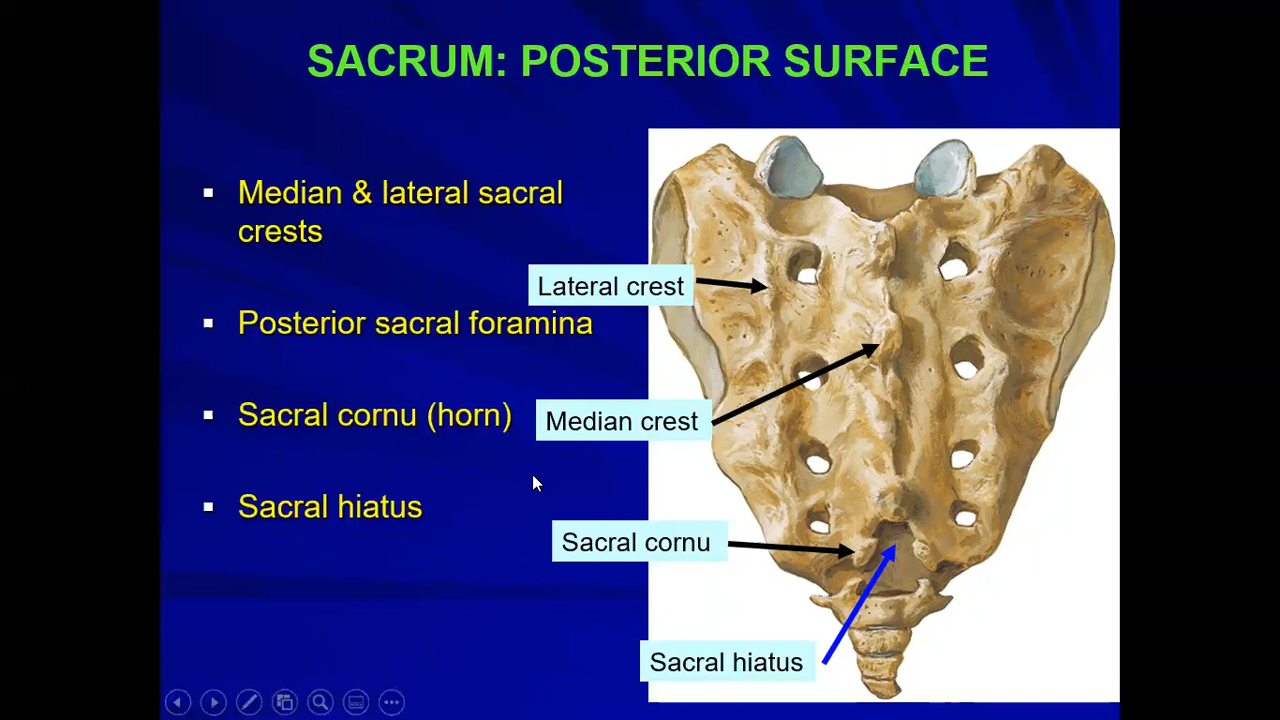 SACRUM: POSTERIOR SURFACE
▪ Median & lateral sacral
crests
▪ Posterior sacral foramina
▪ Sacral cornu (horn)
▪ Sacral hiatus
Lateral crest
Median crest
Sacral cornu
Sacral hiatus